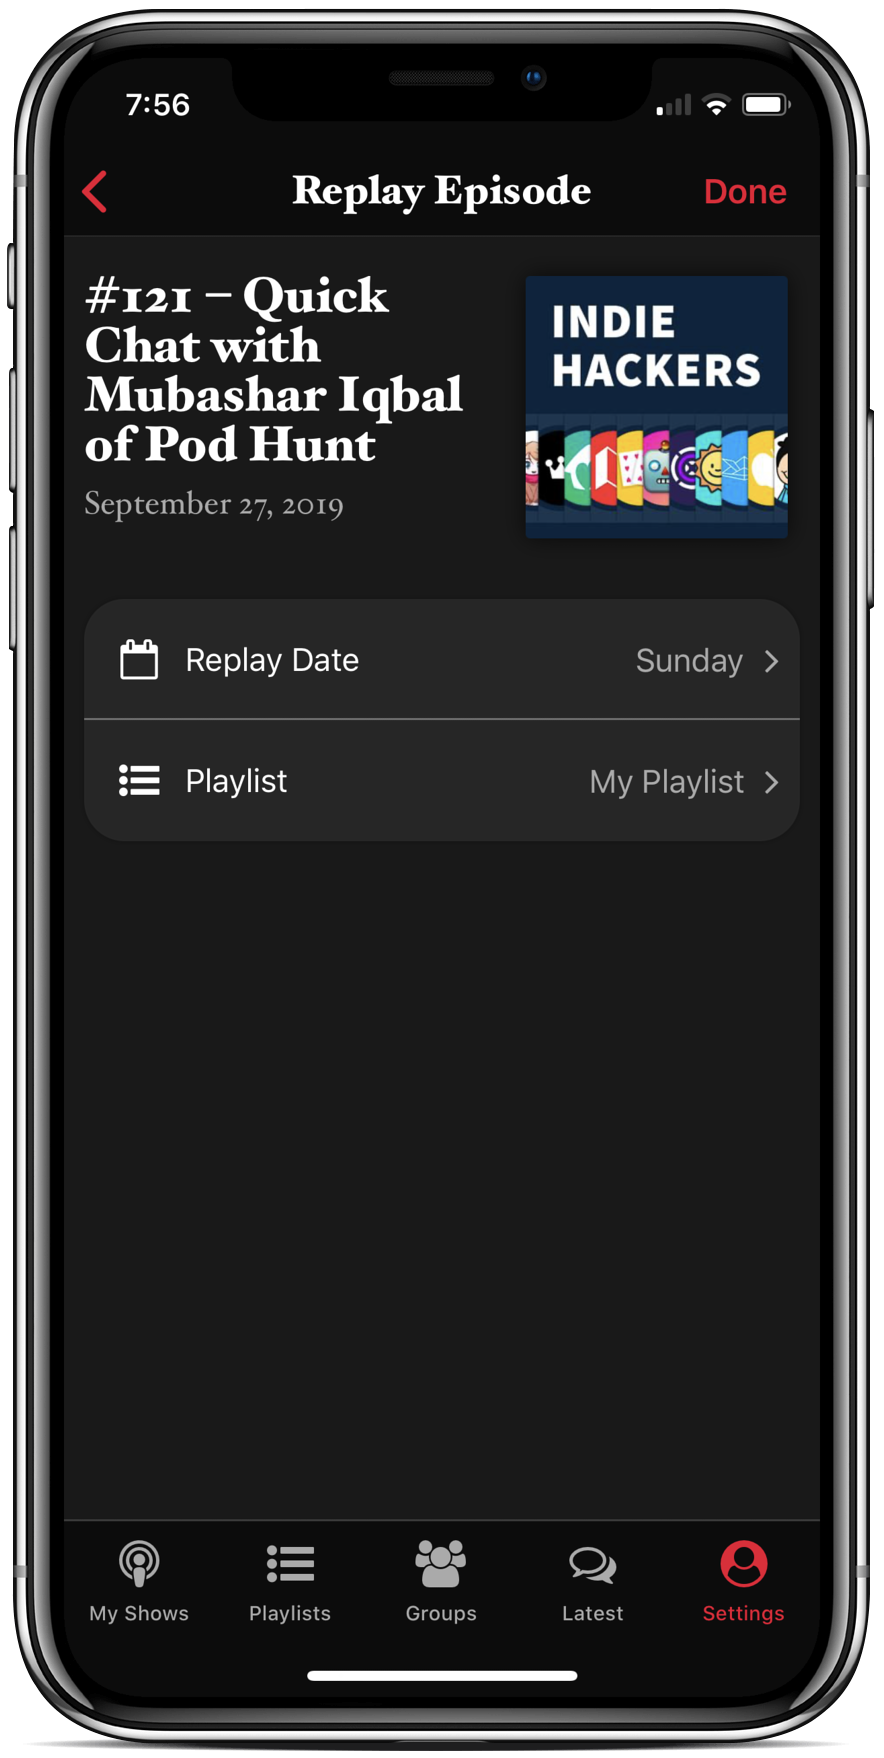 7:56
Replay Episode
Done
#121 – Quick
Chat with
Mubashar Iqbal
of Pod Hunt
September 27, 2019
INDIE
HACKERS
Replay Date
Sunday
Playlist
My Playlist
My Shows
Playlists
Groups
Latest
Settings